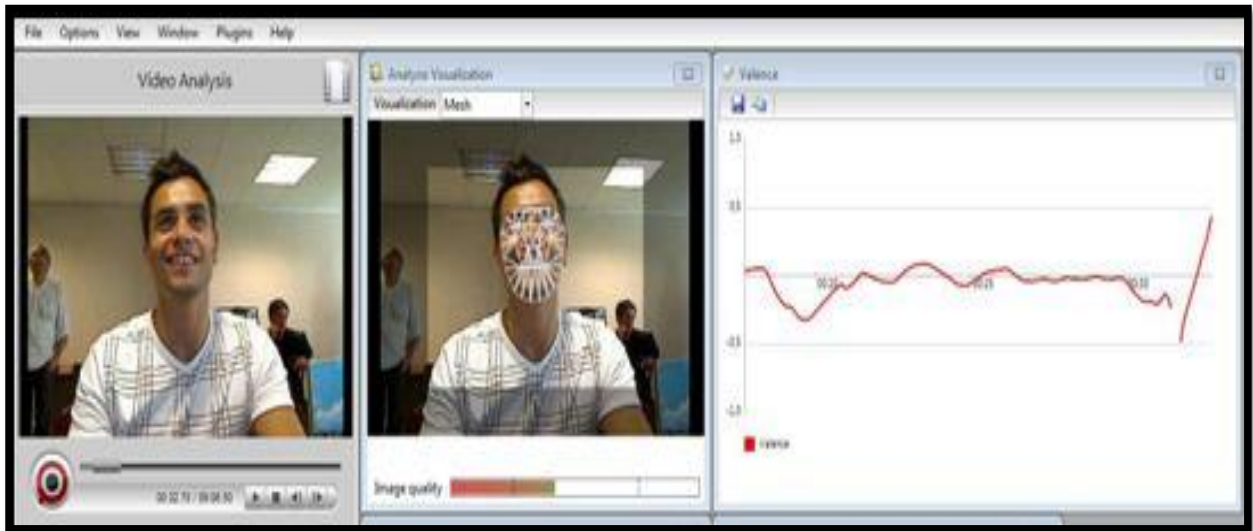 File Options View Window Plugins Help
Video Analysis
Analysis Visualization
Visualization Mesh
Image quality
Valence
1,0
0,5
-0,5
-1,0
Valence